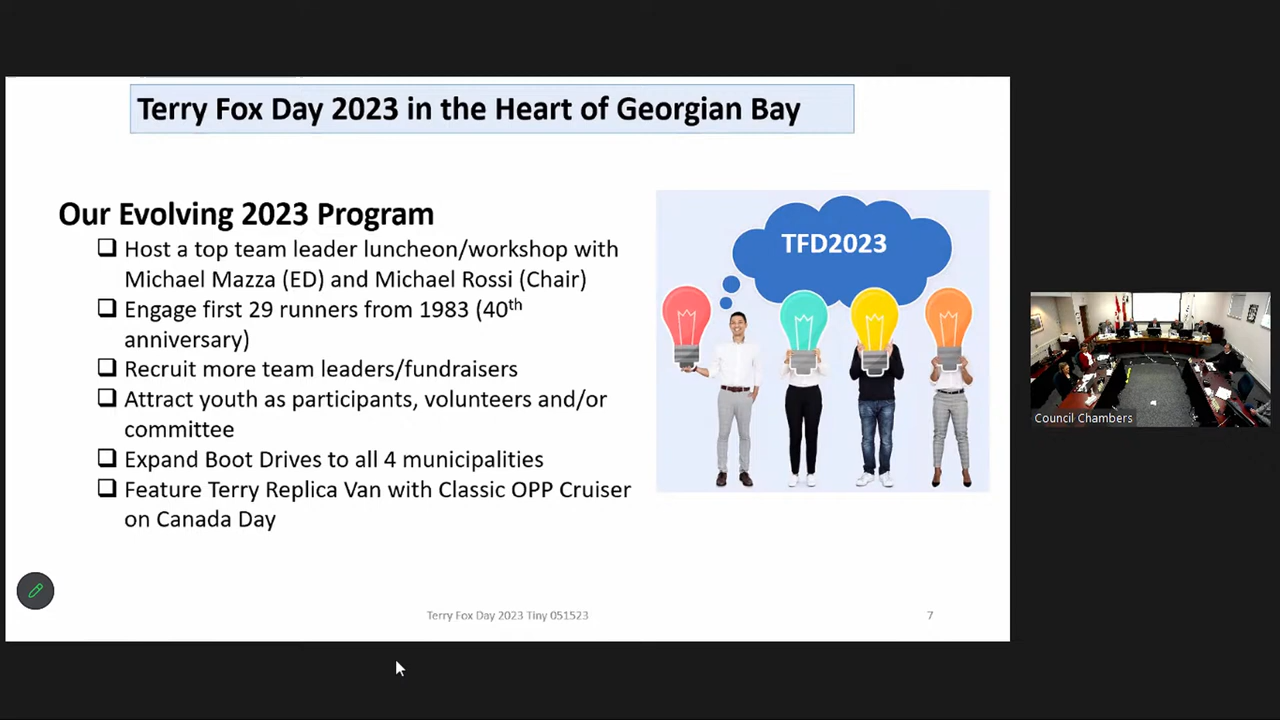 Terry Fox Day 2023 in the Heart of Georgian Bay
Our Evolving 2023 Program
Host a top team leader luncheon/workshop with
Michael Mazza (ED) and Michael Rossi (Chair)
Engage first 29 runners from 1983 (40th
anniversary)
Recruit more team leaders/fundraisers
Attract youth as participants, volunteers and/or
committee
Expand Boot Drives to all 4 municipalities
Feature Terry Replica Van with Classic OPP Cruiser
on Canada Day
TFD2023
Terry Fox Day 2023 Tiny 051523
7
Council Chambers